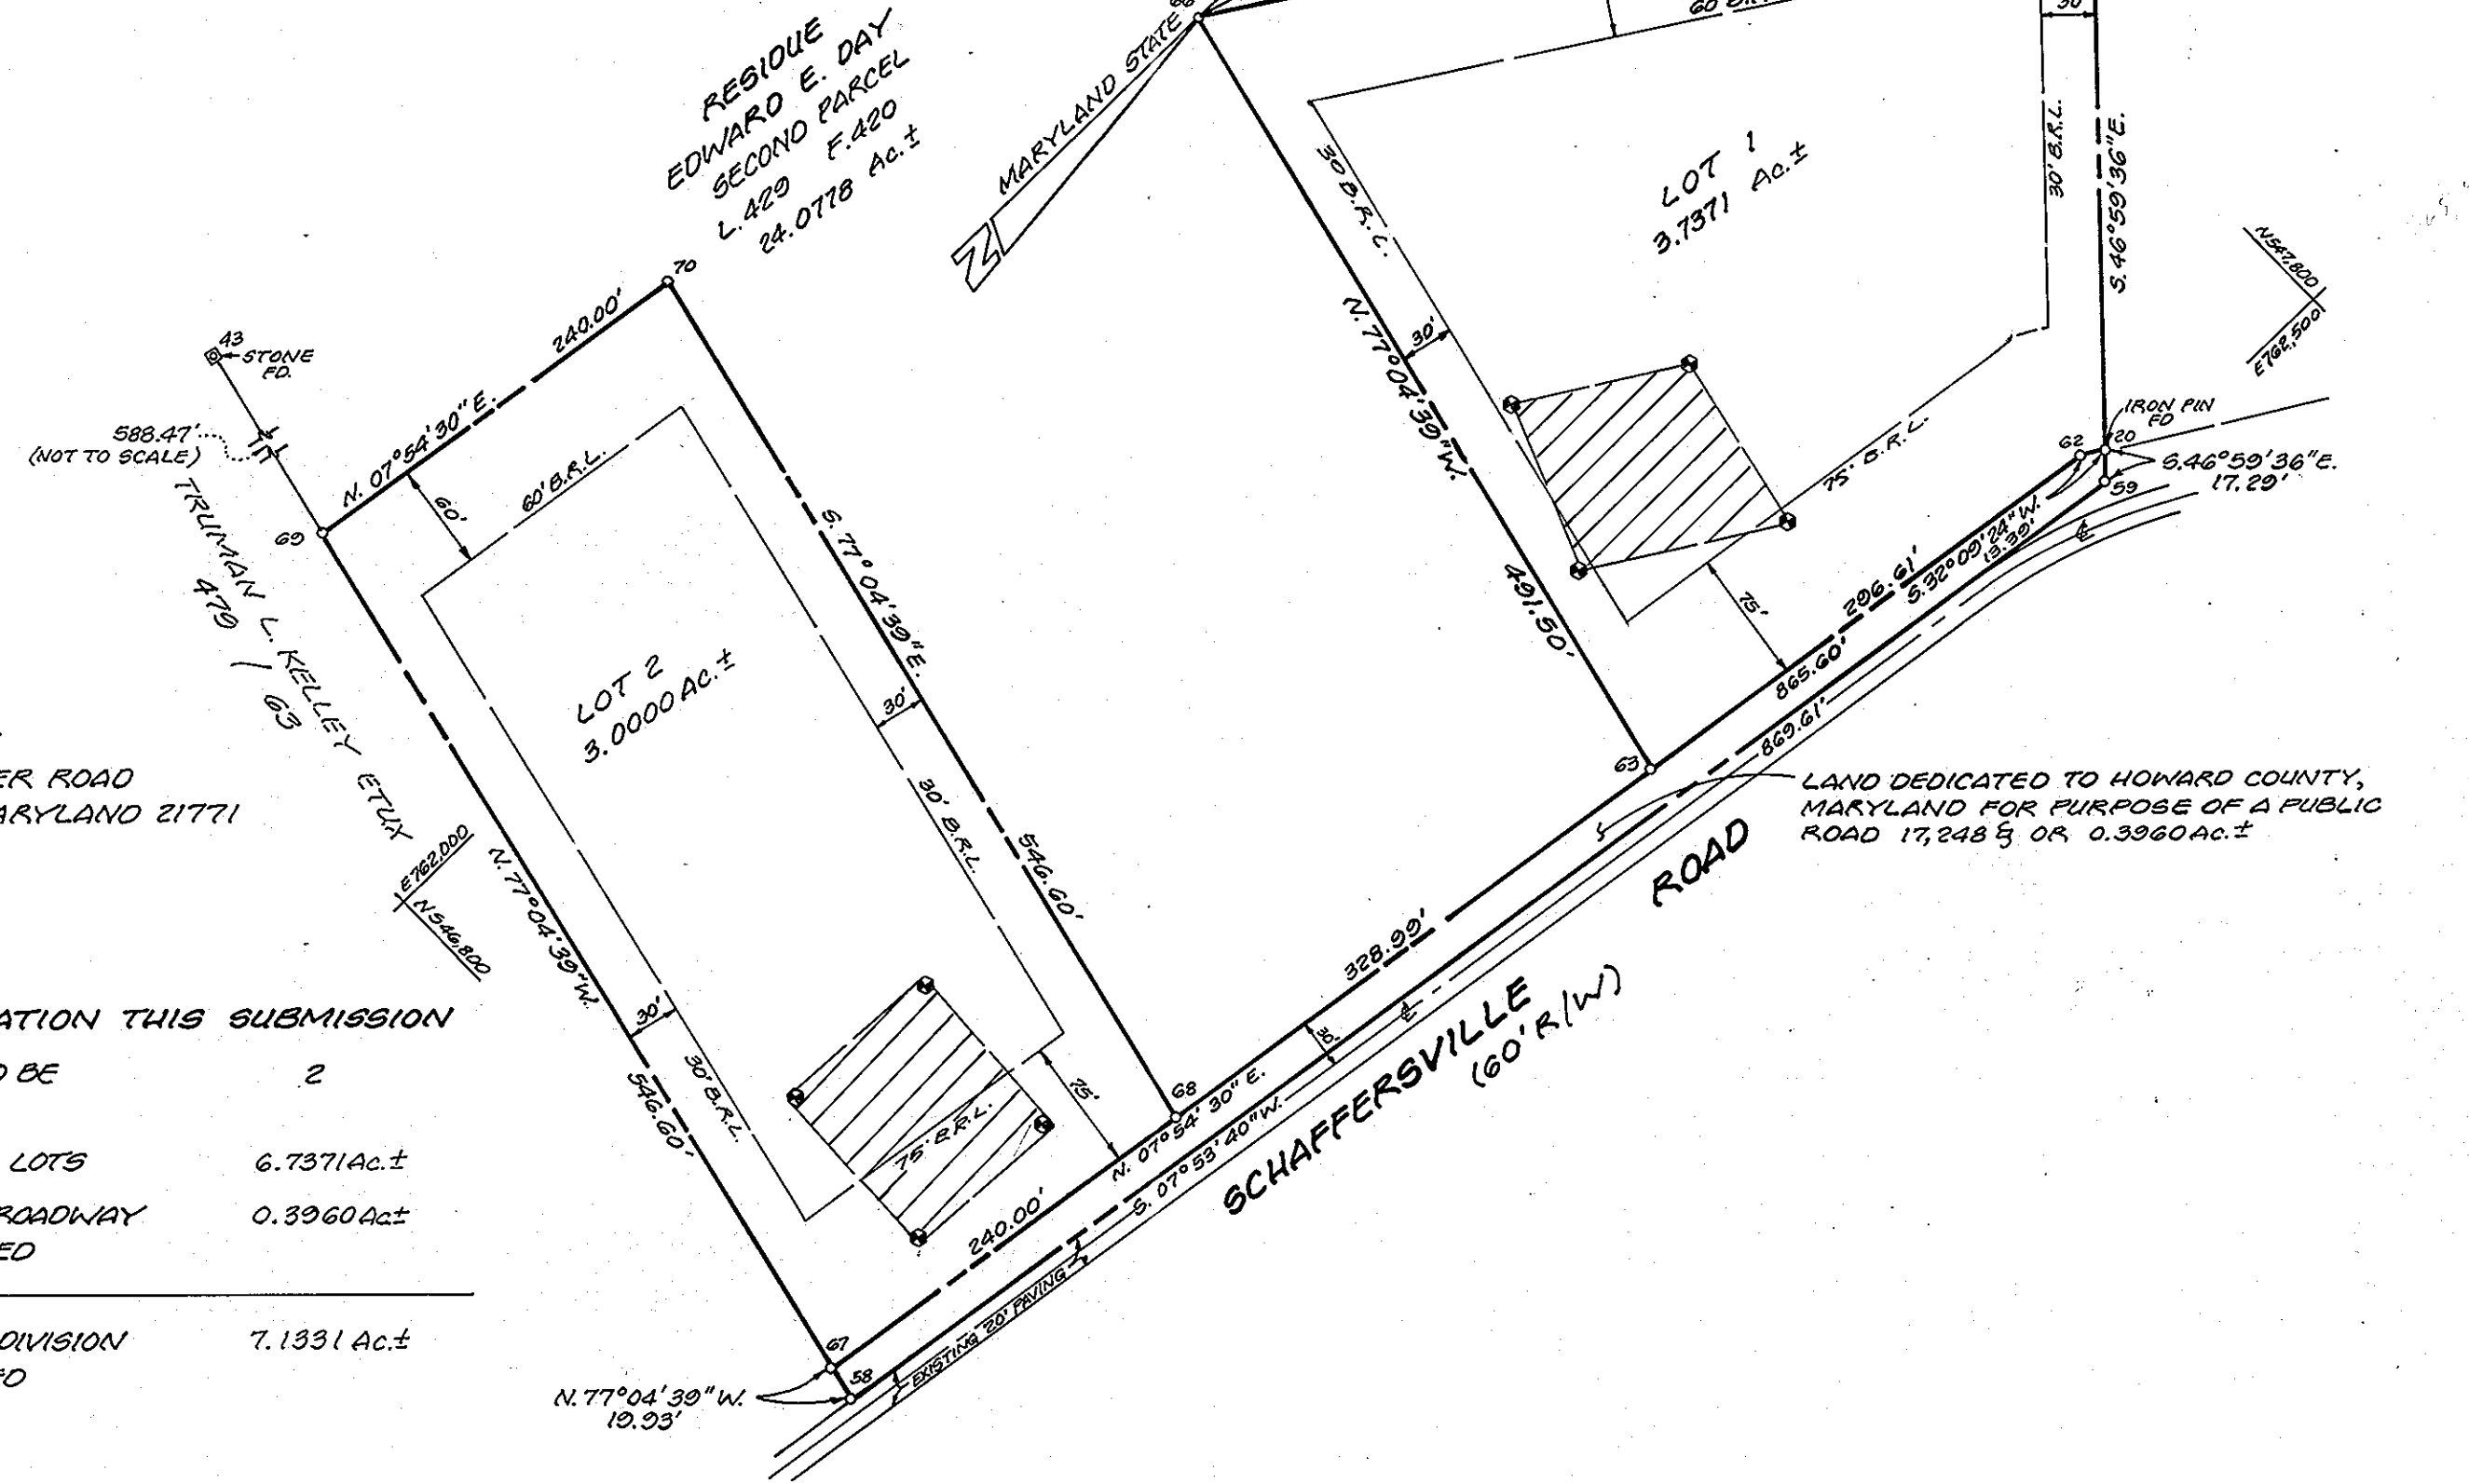 RESIDUE
EDWARD E. DAY
SECOND PARCEL
L.429 F.420
24.0778 AC.±
MARYLAND STATE
N
66
30'
LOT 1
3.7371 AC.±
30' B.R.L.
30' B.R.L.
S.46°59'36"E.
N547,800
E762,500
70
240.00'
N. 07°54'30" E.
43
STONE
FD.
588.47'
(NOT TO SCALE)
69
60'
60' B.R.L.
TRUMAN L. KELLEY ETUX
479 / 63
N.77°04'39"W.
30'
491.50'
S. 77°04'39"E.
546.60'
75' B.R.L.
75'
IRON PIN
FD
62
20
59
S.46°59'36"E.
17.29'
S.32°09'24"W.
13.39'
296.61'
865.60'
869.61'
℄
LOT 2
3.0000 AC.±
30'
30' B.R.L.
63
LAND DEDICATED TO HOWARD COUNTY,
MARYLAND FOR PURPOSE OF A PUBLIC
ROAD 17,248 OR 0.3960 AC.±
ER ROAD
ARYLAND 21771
E762,000
N546,800
N.77°04'39"W.
30'
30' B.R.L.
546.60'
75' B.R.L.
75'
68
328.99'
30'
℄
N. 07°54'30" E.
S. 07°53'40"W.
240.00'
SCHAFFERSVILLE ROAD
(60' R/W)
EXISTING 20' PAVING
67
58
N.77°04'39"W.
19.93'
ATION THIS SUBMISSION
O BE 2
LOTS 6.7371 AC.±
ROADWAY 0.3960 AC±
ED
DIVISION 7.1331 AC.±